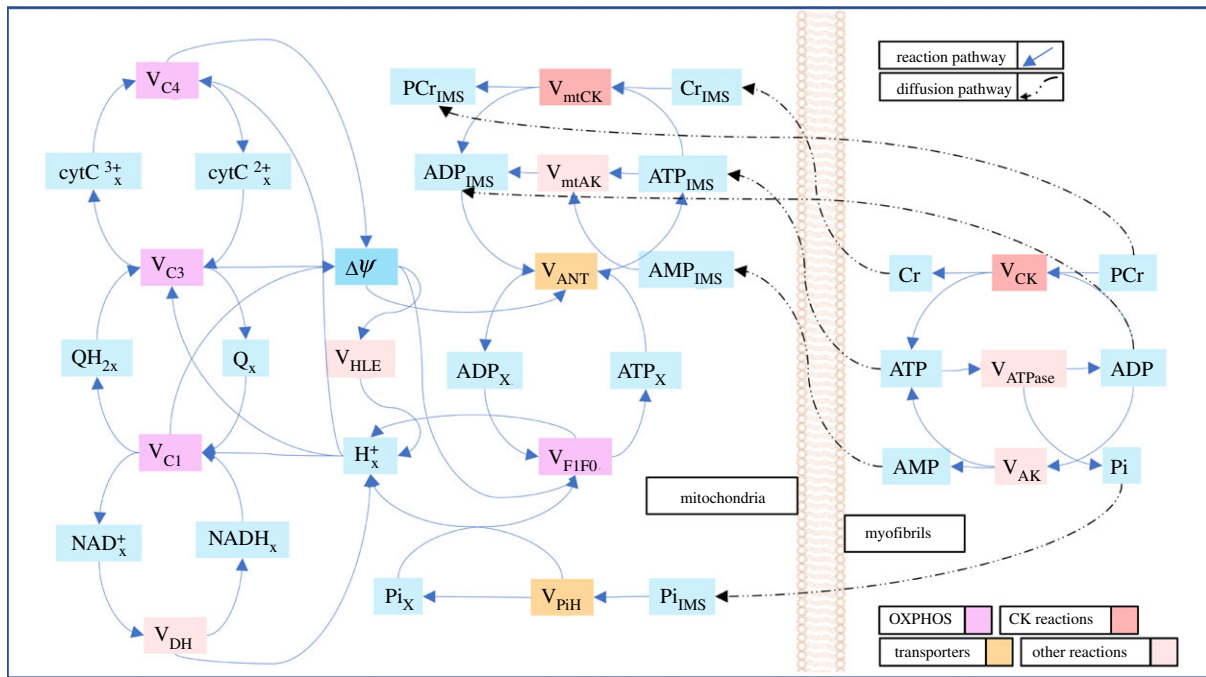 reaction pathway
diffusion pathway
V_C4
PCr_IMS
V_mtCK
Cr_IMS
cytC ³⁺_x
cytC ²⁺_x
ADP_IMS
V_mtAK
ATP_IMS
V_C3
Δψ
V_ANT
AMP_IMS
Cr
V_CK
PCr
QH_2x
Q_x
V_HLE
ADP_X
ATP_X
ATP
V_ATPase
ADP
V_C1
H⁺_x
V_F1F0
AMP
V_AK
Pi
mitochondria
myofibrils
NAD⁺_x
NADH_x
Pi_X
V_PiH
Pi_IMS
V_DH
OXPHOS
CK reactions
transporters
other reactions